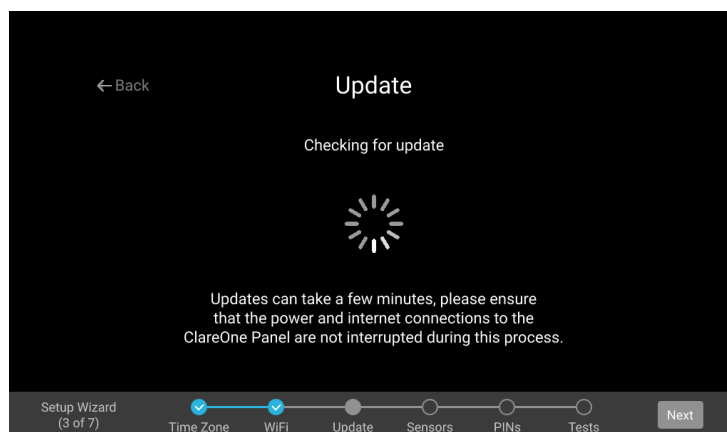 ← Back
Update
Checking for update
Updates can take a few minutes, please ensure
that the power and internet connections to the
ClareOne Panel are not interrupted during this process.
Setup Wizard
(3 of 7)
Time Zone
WiFi
Update
Sensors
PINs
Tests
Next